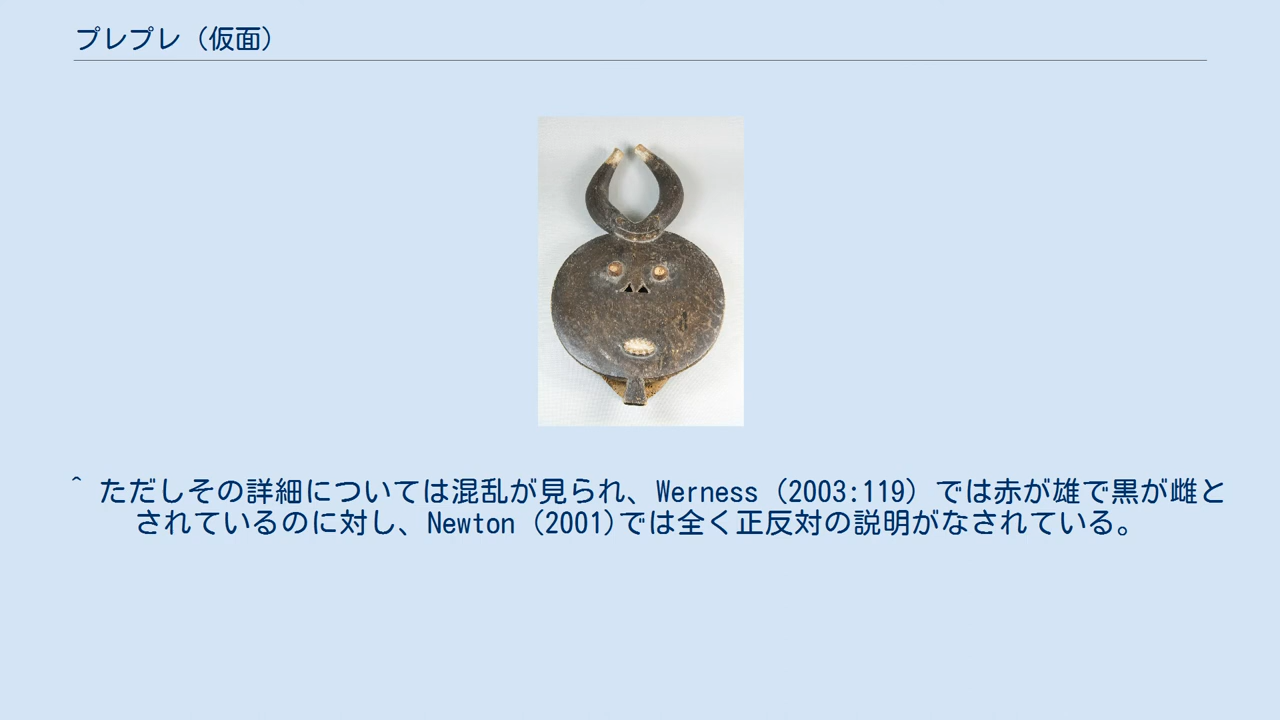 プレプレ（仮面）
^ ただしその詳細については混乱が見られ、Werness（2003:119）では赤が雄で黒が雌と
されているのに対し、Newton（2001)では全く正反対の説明がなされている。